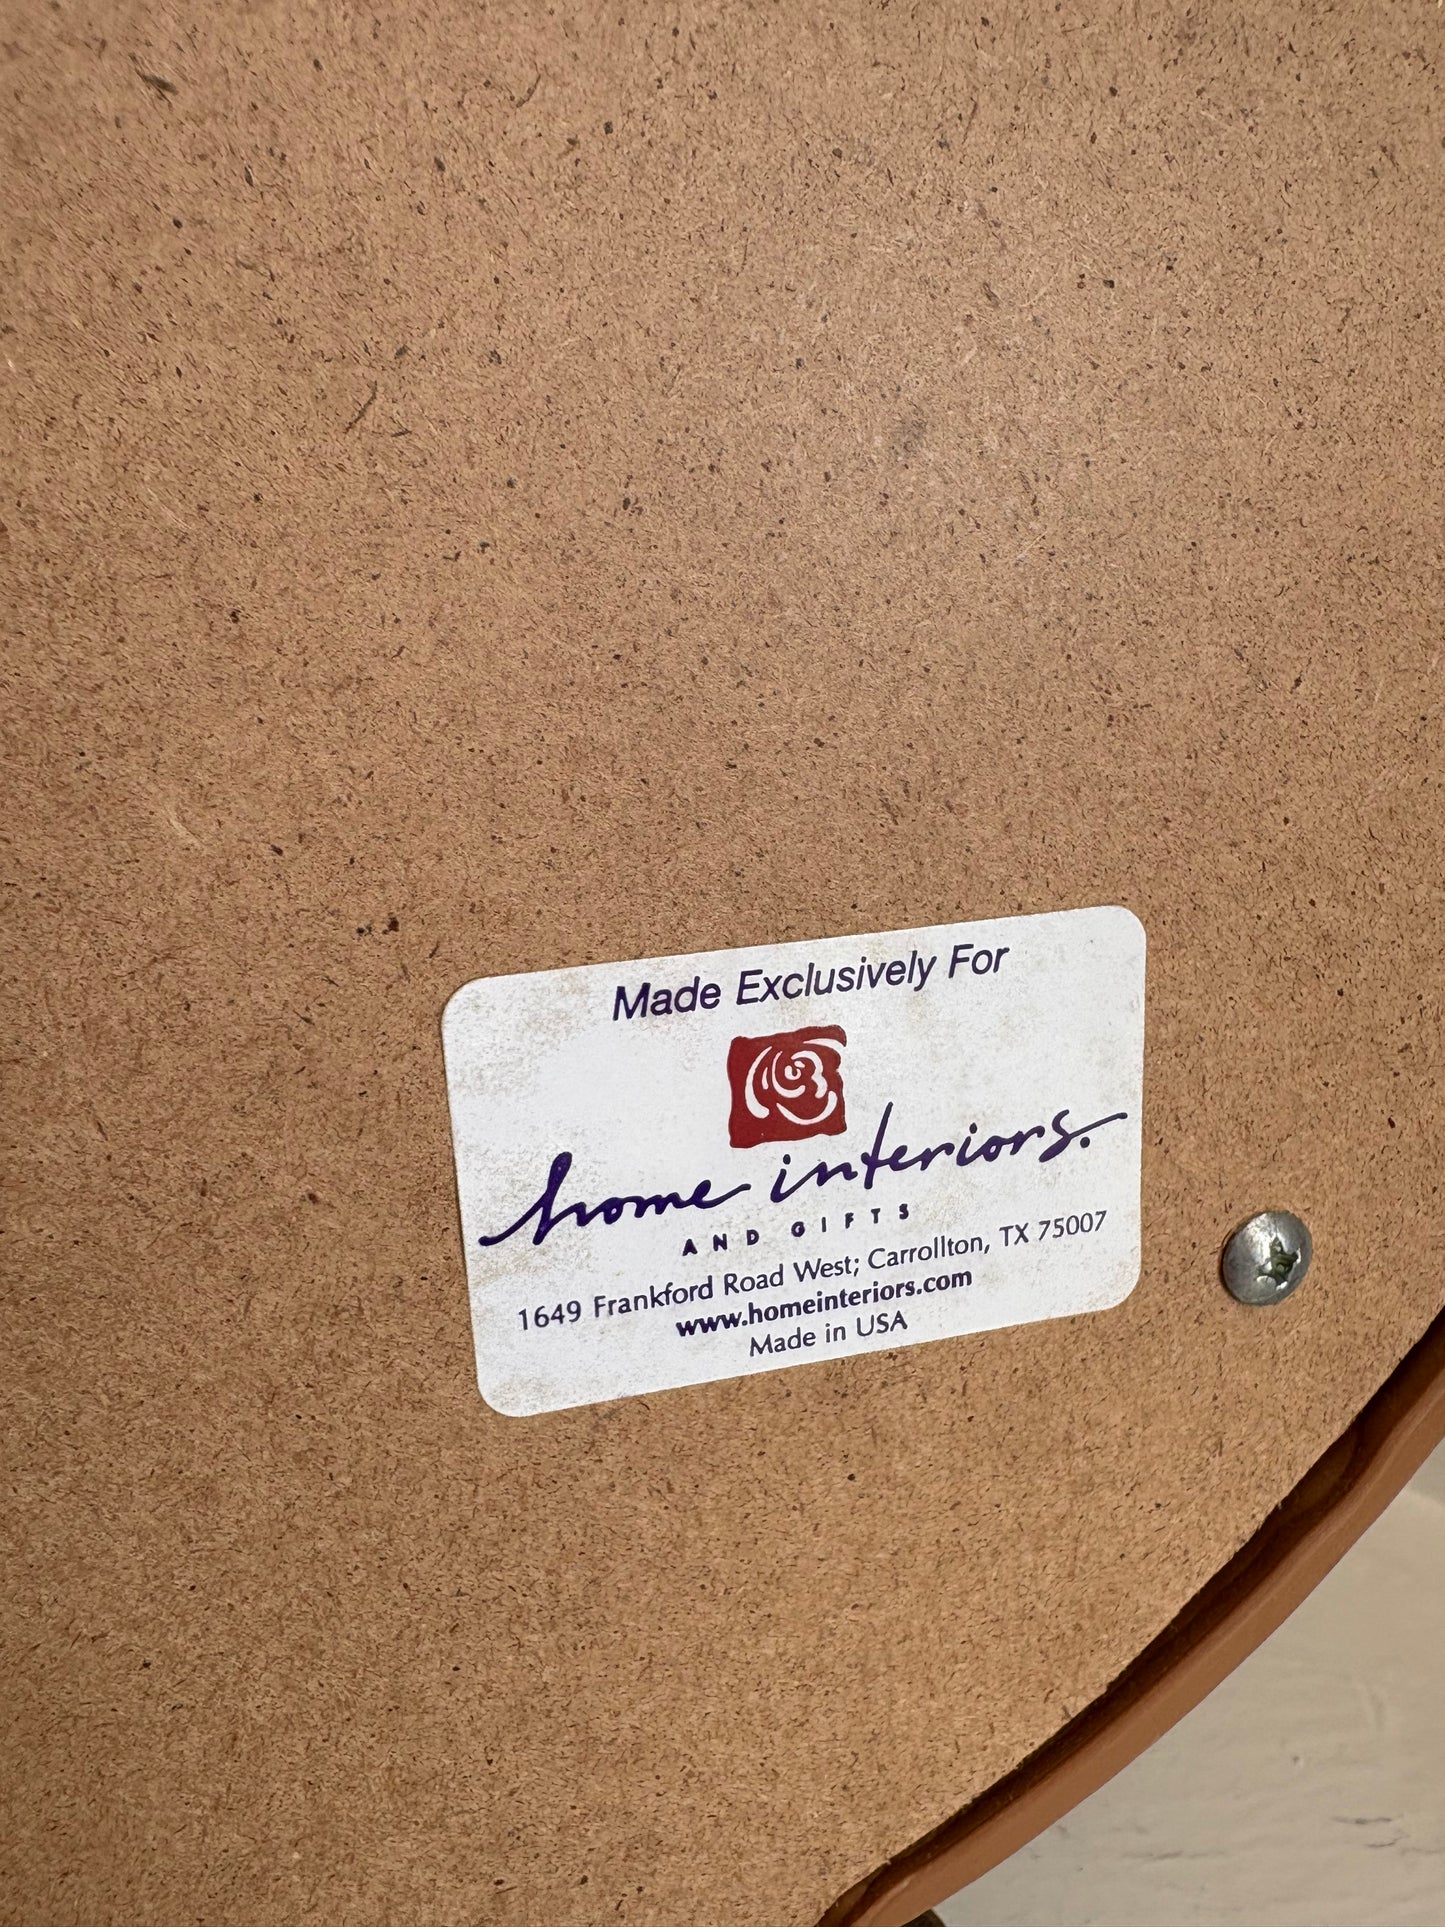 Made Exclusively For
home interiors.
AND GIFTS
1649 Frankford Road West; Carrollton, TX 75007
www.homeinteriors.com
Made in USA